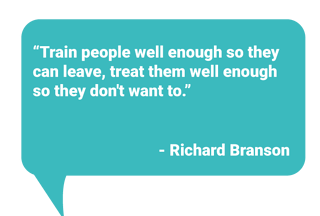 “Train people well enough so they
can leave, treat them well enough
so they don't want to.”
- Richard Branson